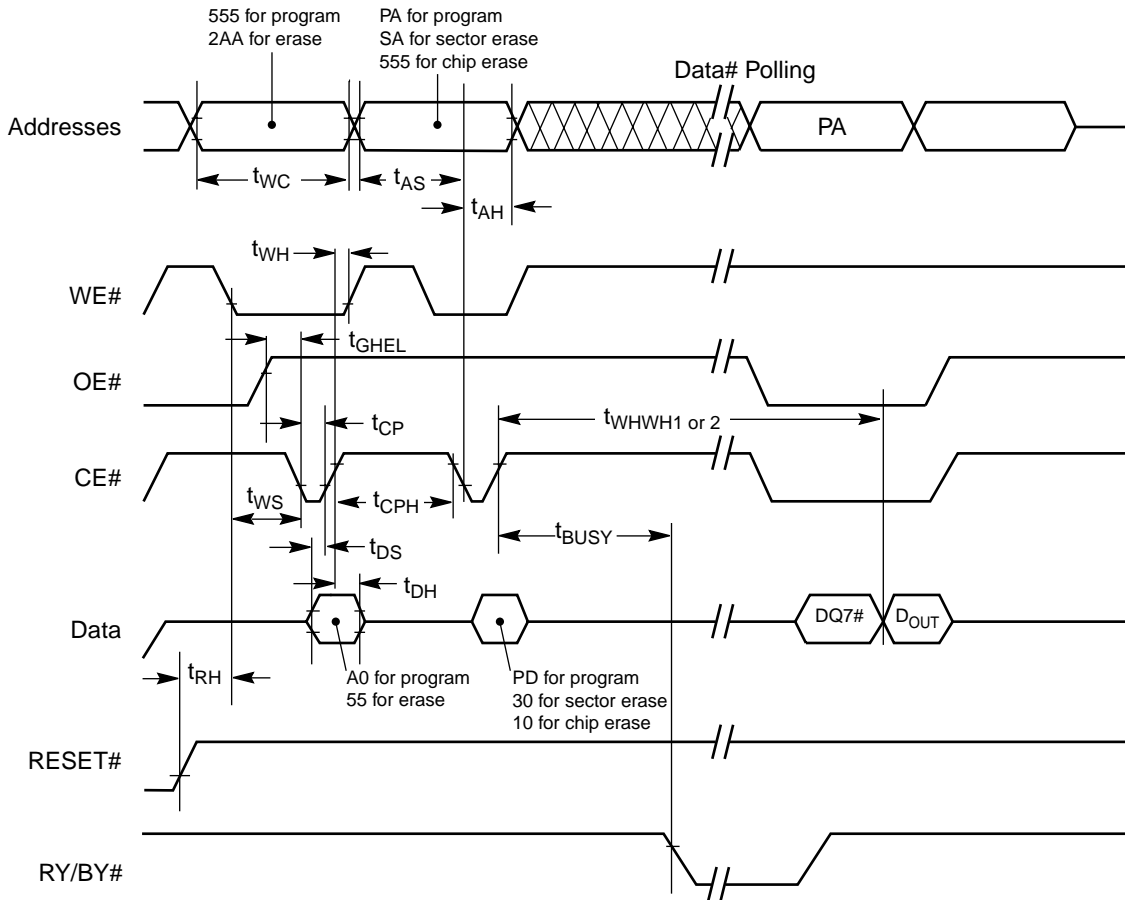 555 for program
2AA for erase
PA for program
SA for sector erase
555 for chip erase
Data# Polling
Addresses
PA
tWC
tAS
tAH
tWH
WE#
tGHEL
OE#
tWHWH1 or 2
tCP
CE#
tWS
tCPH
tBUSY
tDS
tDH
Data
DQ7#
DOUT
tRH
A0 for program
55 for erase
PD for program
30 for sector erase
10 for chip erase
RESET#
RY/BY#